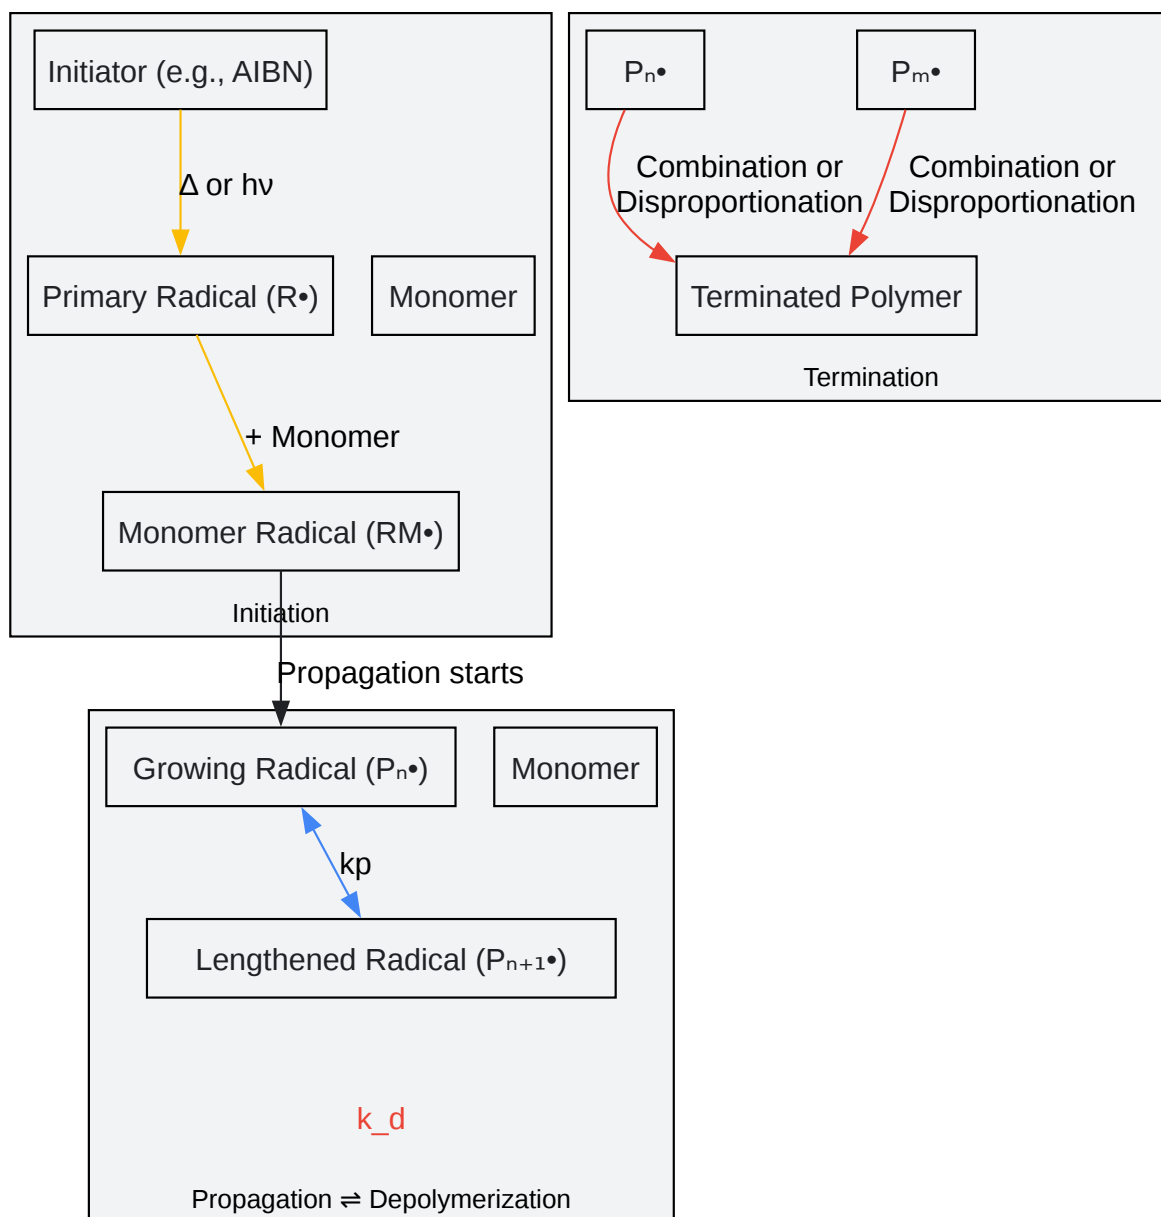 Initiator (e.g., AIBN)
Δ or hν
Primary Radical (R•)
Monomer
+ Monomer
Monomer Radical (RM•)
Initiation
Pₙ•
Pₘ•
Combination or
Disproportionation
Combination or
Disproportionation
Terminated Polymer
Termination
Propagation starts
Growing Radical (Pₙ•)
Monomer
kp
Lengthened Radical (Pₙ₊₁•)
k_d
Propagation ⇌ Depolymerization